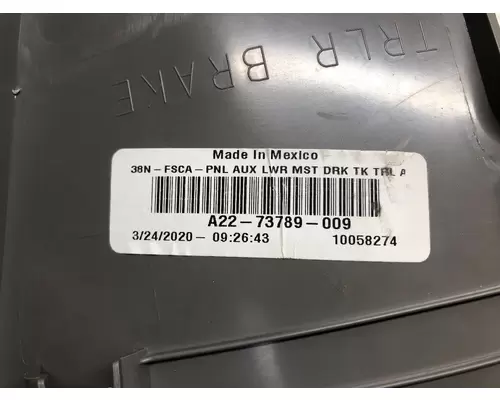 TRLR BRAKE
Made In Mexico
38N-FSCA-PNL AUX LWR MST DRK TK TRL A
A22-73789-009
3/24/2020 - 09:26:43 10058274